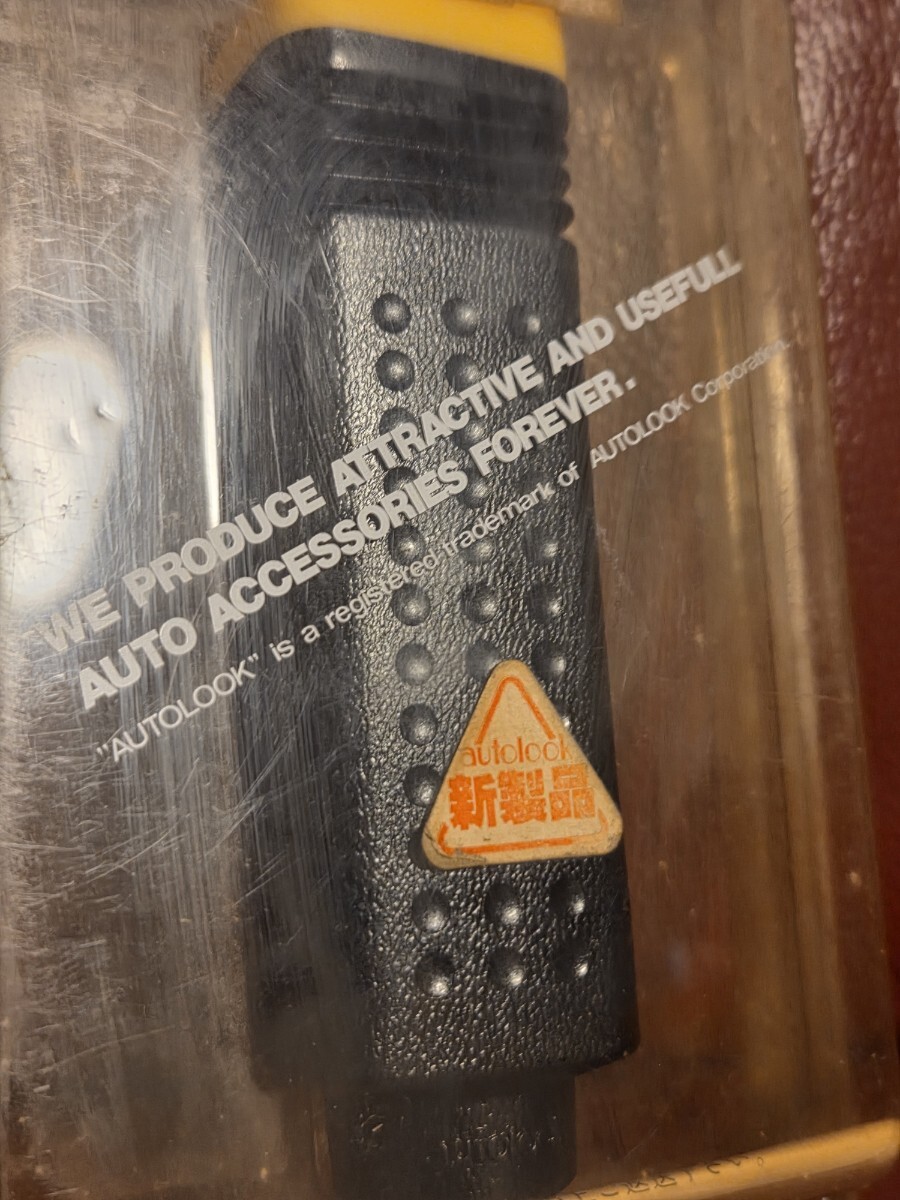 WE PRODUCE ATTRACTIVE AND USEFULL
AUTO ACCESSORIES FOREVER.
"AUTOLOOK" is a registered trademark of AUTOLOOK Corporation.
autolook
新製品